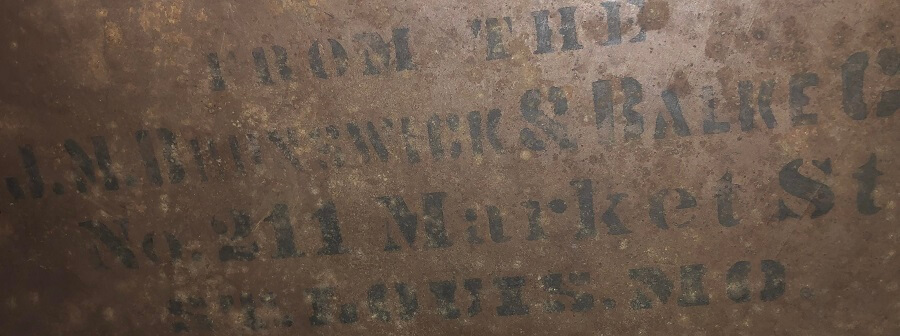 FROM THE
J.M. BRUNSWICK & BALKE C
No. 211 Market St
ST. LOUIS. MO.